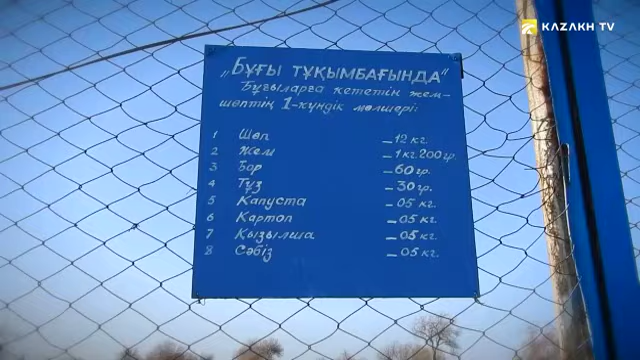 KAZAKH TV
„БҰҒЫ ТҰҚЫМБАҒЫНДА"
Бұғыларға кететін жем-
шөптің 1-күндік мөлшері:
1 Шөп – 12 кг.
2 Жем – 1 кг. 200 гр.
3 Бор – 60 гр.
4 Тұз – 30 гр.
5 Капуста – 05 кг.
6 Картоп – 05 кг.
7 Қызылша – 05 кг.
8 Сәбіз – 05 кг.